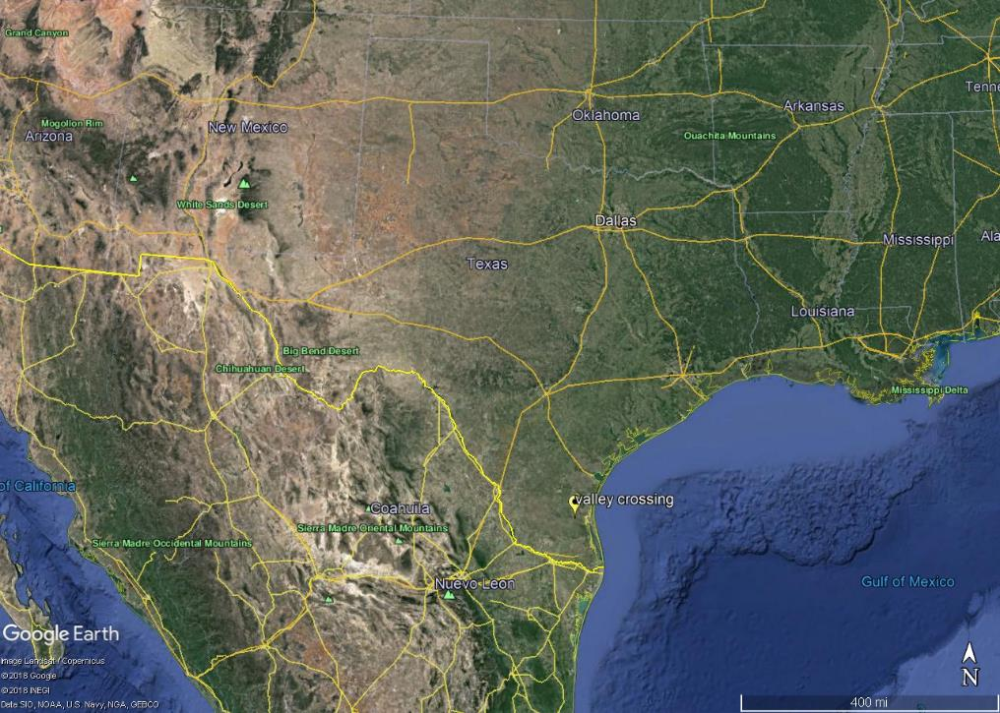 Grand Canyon
Tenne
Arkansas
Oklahoma
Mogollon Rim
New Mexico
Arizona
Ouachita Mountains
White Sands Desert
Dallas
Mississippi
Ala
Texas
Louisiana
Big Bend Desert
Chihuahuan Desert
Mississippi Delta
of California
valley crossing
Coahuila
Sierra Madre Oriental Mountains
Sierra Madre Occidental Mountains
Nuevo Leon
Gulf of Mexico
Google Earth
Image Landsat / Copernicus
©2018 Google
©2018 INEGI
Data SIO, NOAA, U.S. Navy, NGA, GEBCO
N
400 mi